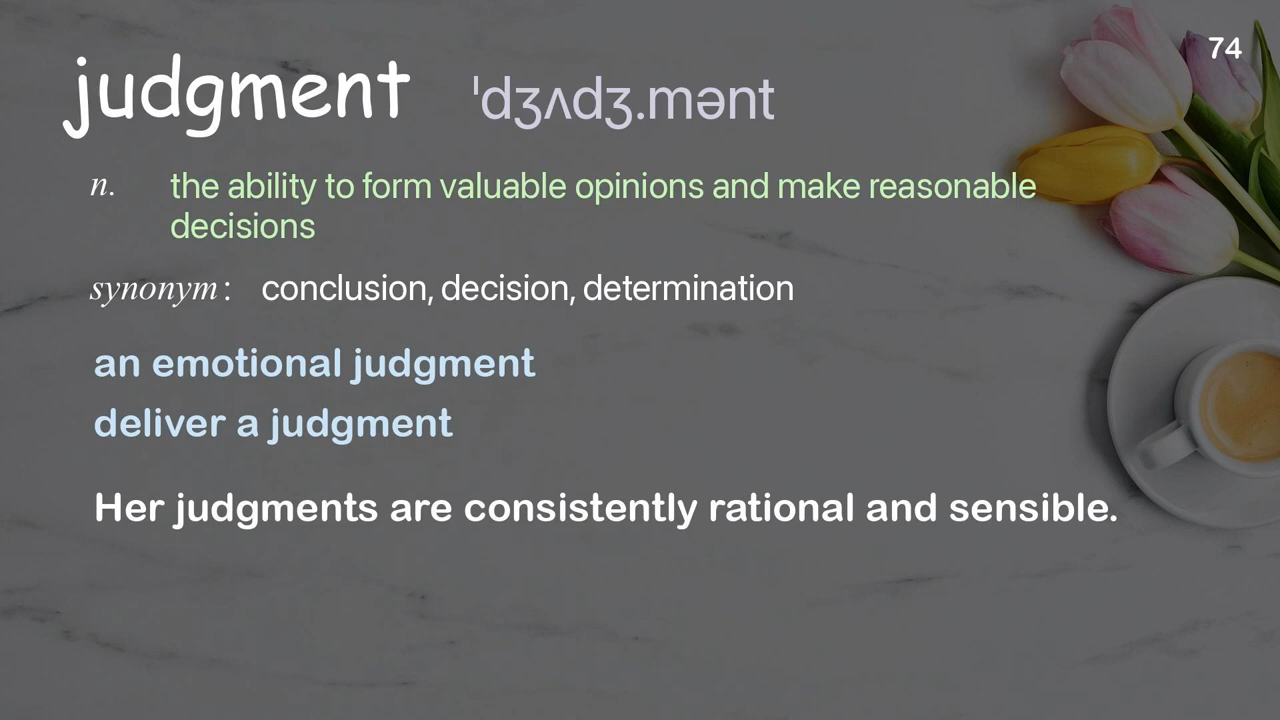 74
judgment ˈdʒʌdʒ.mənt
n. the ability to form valuable opinions and make reasonable
decisions
synonym: conclusion, decision, determination
an emotional judgment
deliver a judgment
Her judgments are consistently rational and sensible.